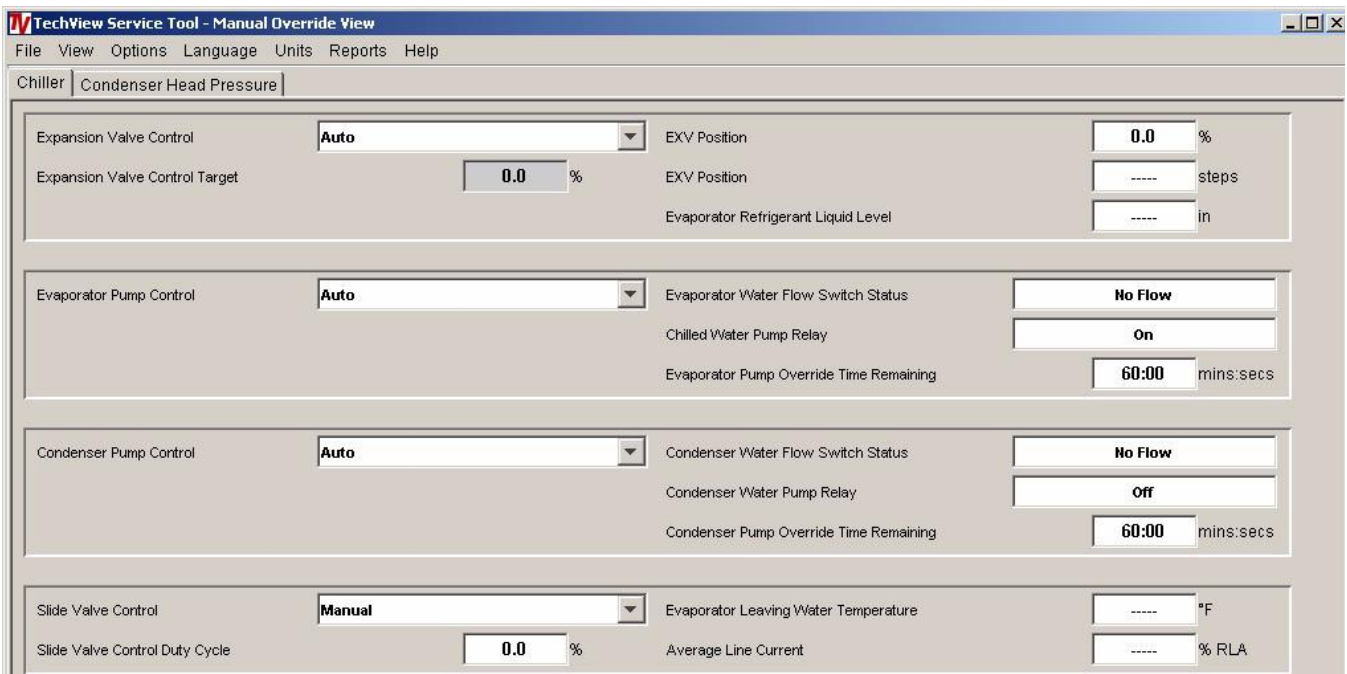 TV TechView Service Tool - Manual Override View
File View Options Language Units Reports Help
Chiller Condenser Head Pressure
Expansion Valve Control Auto EXV Position 0.0 %
Expansion Valve Control Target 0.0 % EXV Position ----- steps
Evaporator Refrigerant Liquid Level ----- in
Evaporator Pump Control Auto Evaporator Water Flow Switch Status No Flow
Chilled Water Pump Relay On
Evaporator Pump Override Time Remaining 60:00 mins:secs
Condenser Pump Control Auto Condenser Water Flow Switch Status No Flow
Condenser Water Pump Relay Off
Condenser Pump Override Time Remaining 60:00 mins:secs
Slide Valve Control Manual Evaporator Leaving Water Temperature ----- °F
Slide Valve Control Duty Cycle 0.0 % Average Line Current ----- % RLA